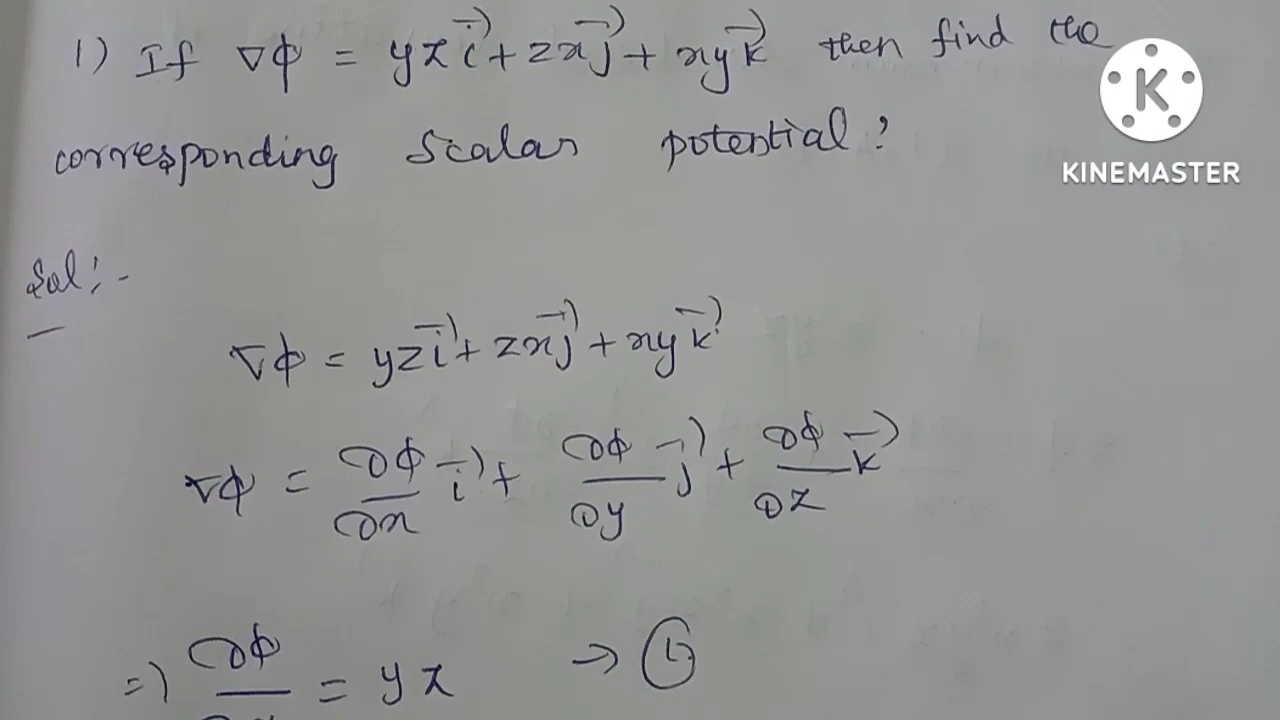 1) If ∇φ = yz i⃗ + zx j⃗ + xy k⃗ then find the
corresponding Scalar potential?
K
KINEMASTER
Sol:-
∇φ = yz i⃗ + zx j⃗ + xy k⃗
∇φ = ∂φ/∂x i⃗ + ∂φ/∂y j⃗ + ∂φ/∂z k⃗
=) ∂φ/∂x = yz → ①